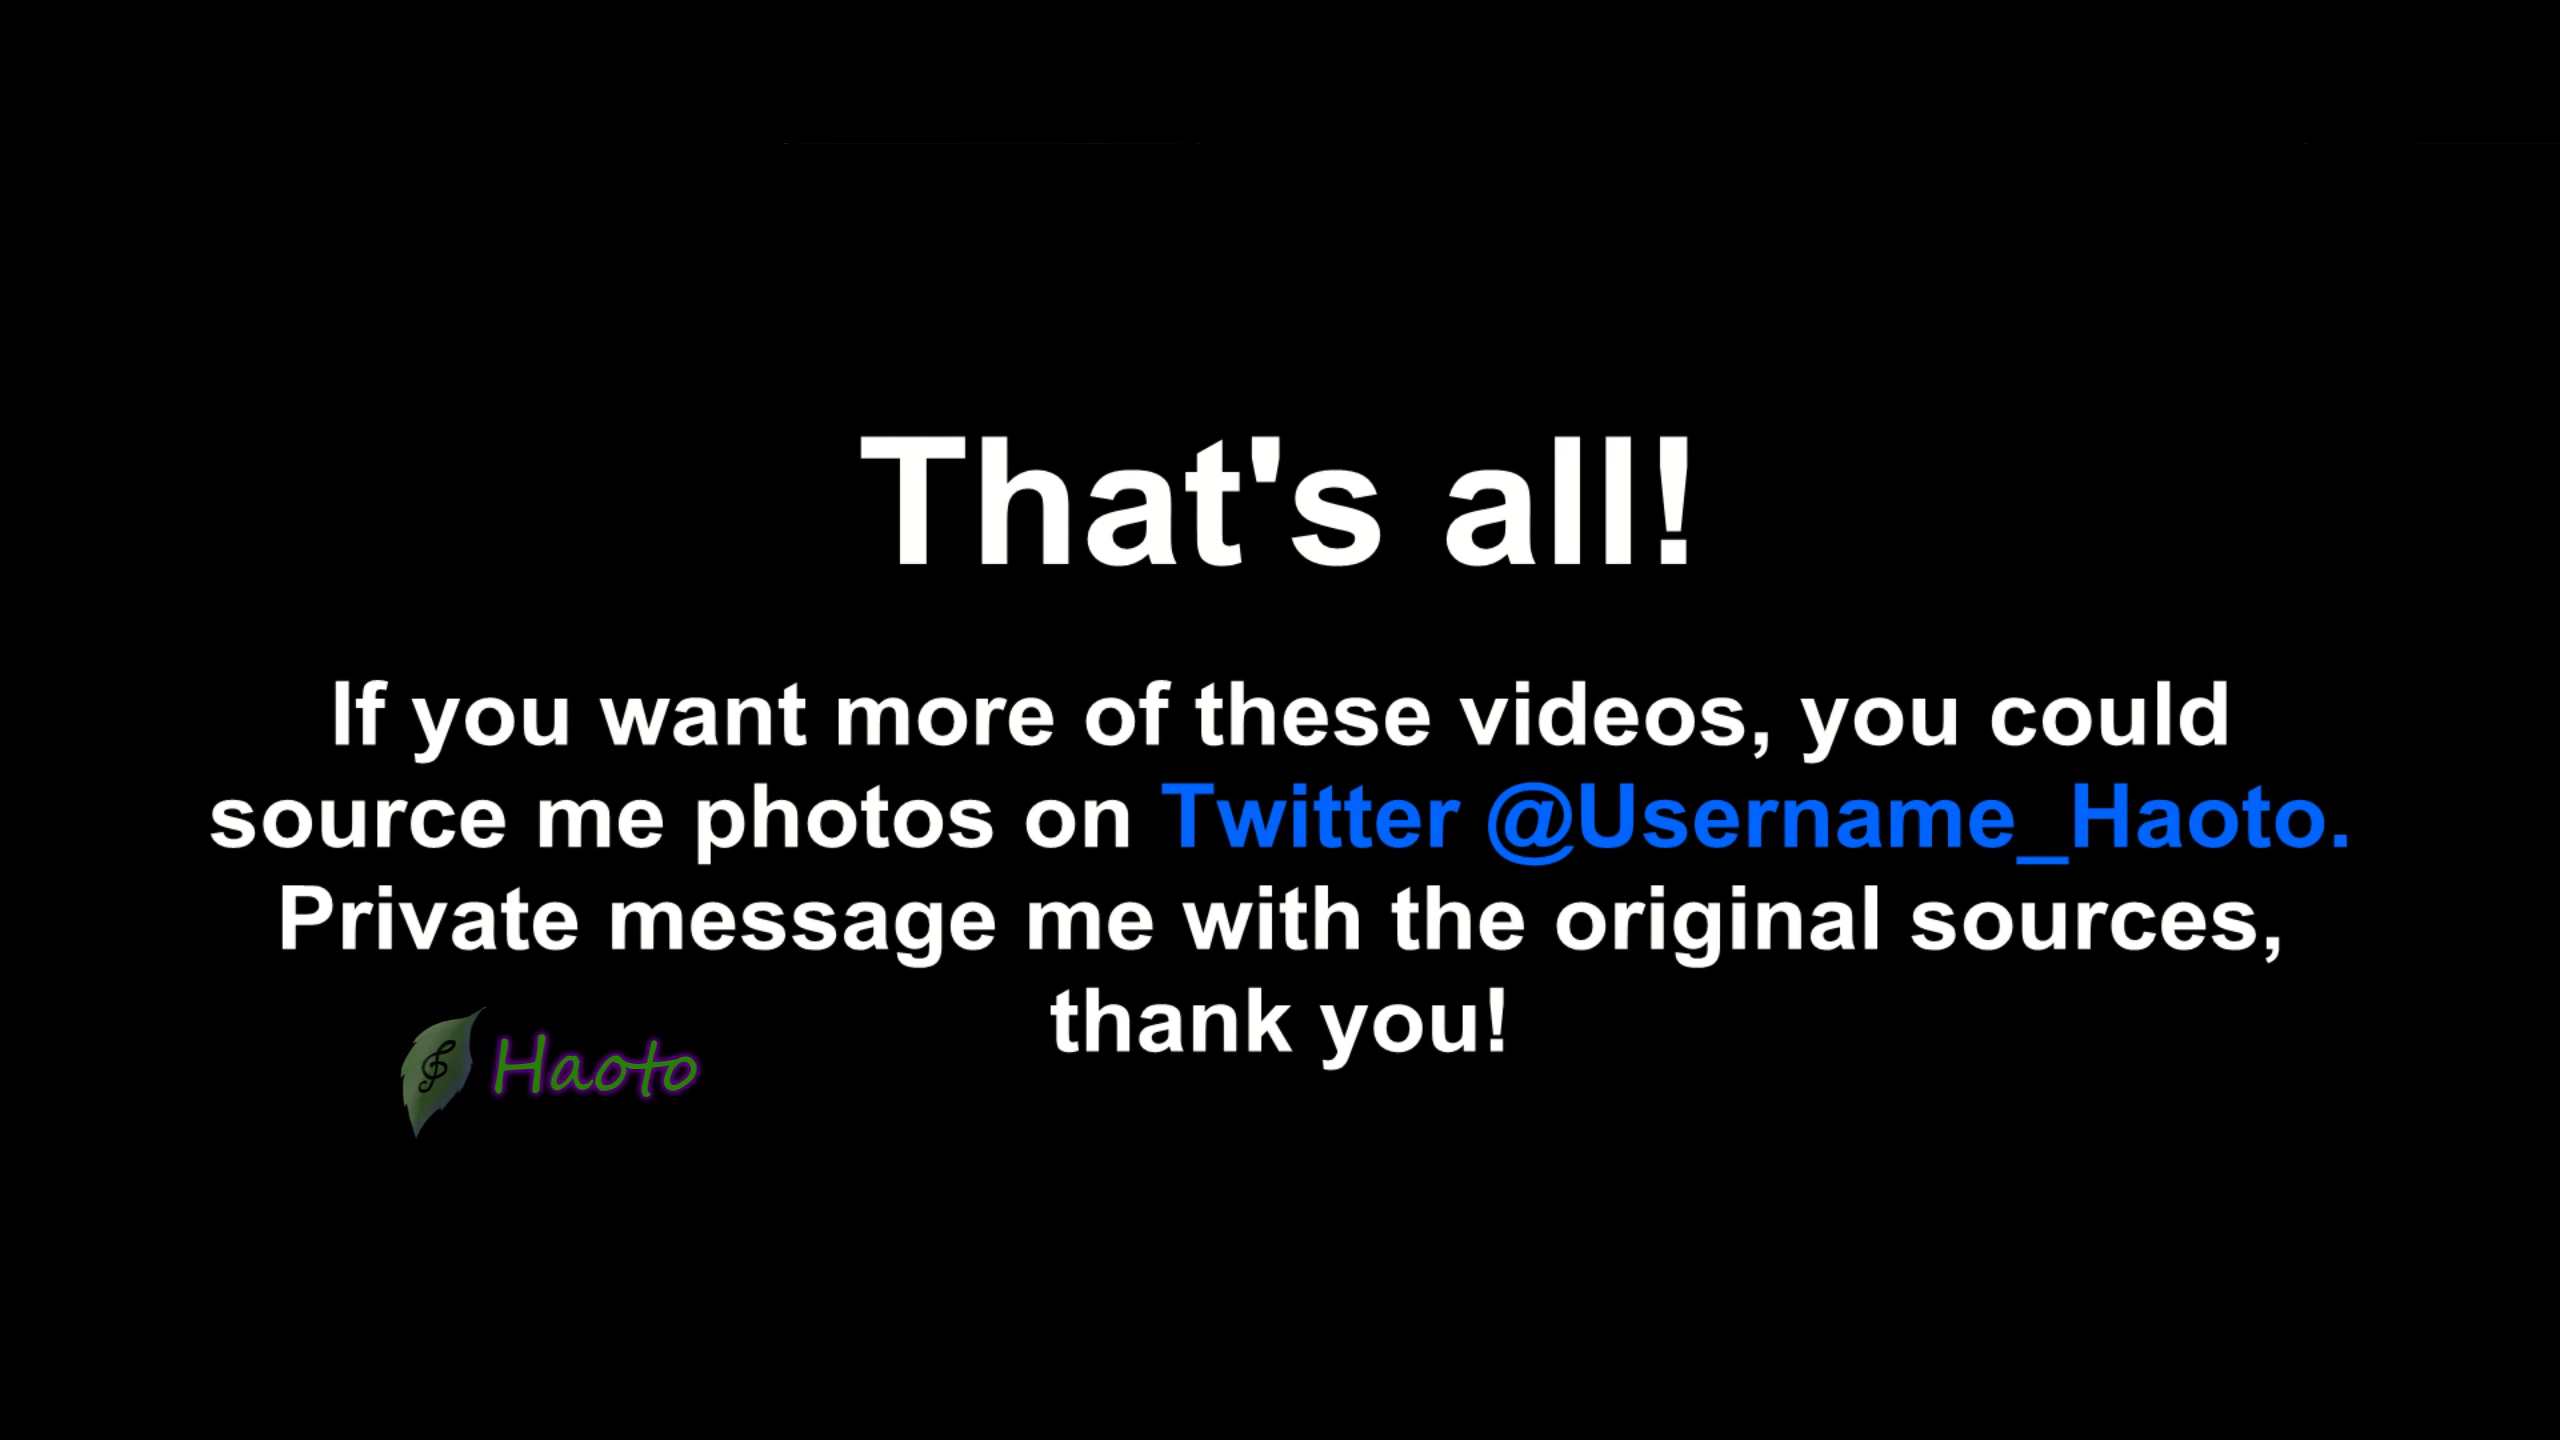 That's all!
If you want more of these videos, you could
source me photos on Twitter @Username_Haoto.
Private message me with the original sources,
thank you!
Haoto